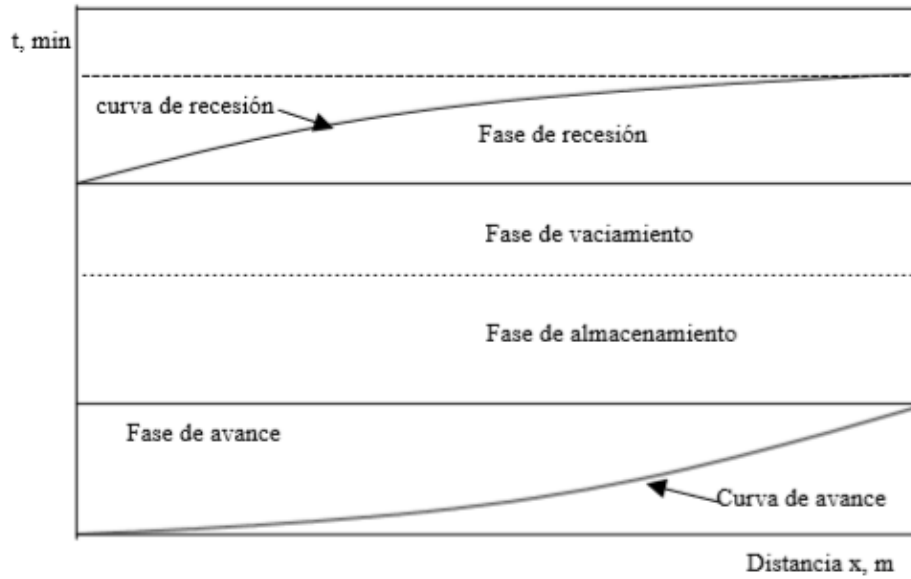 t, min
curva de recesión
Fase de recesión
Fase de vaciamiento
Fase de almacenamiento
Fase de avance
Curva de avance
Distancia x, m